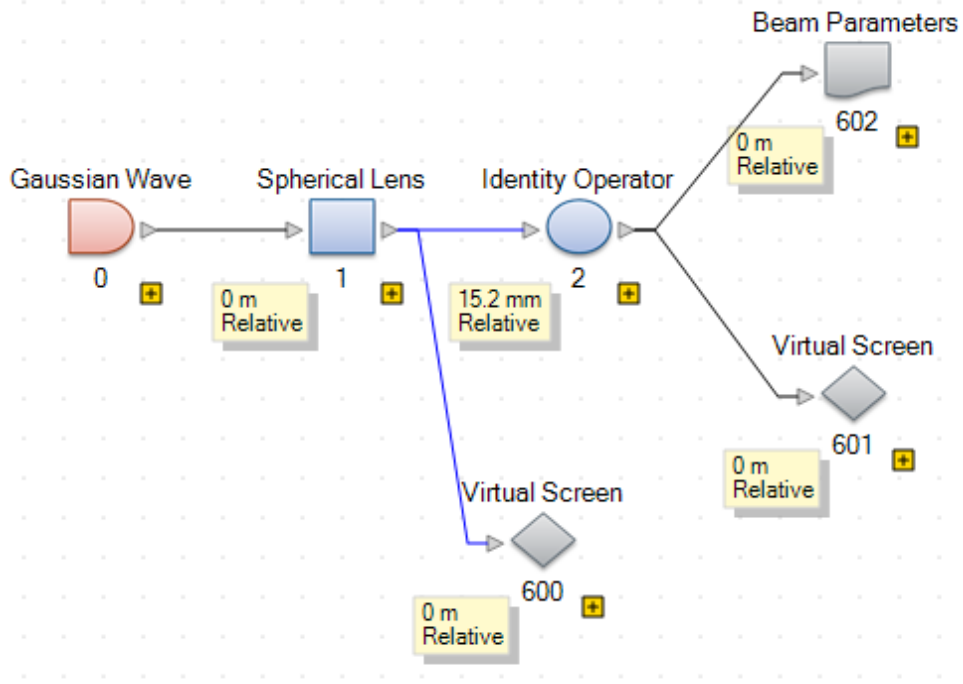 Beam Parameters
602
0 m
Relative
Gaussian Wave
Spherical Lens
Identity Operator
0
1
2
0 m
Relative
15.2 mm
Relative
Virtual Screen
601
0 m
Relative
Virtual Screen
600
0 m
Relative